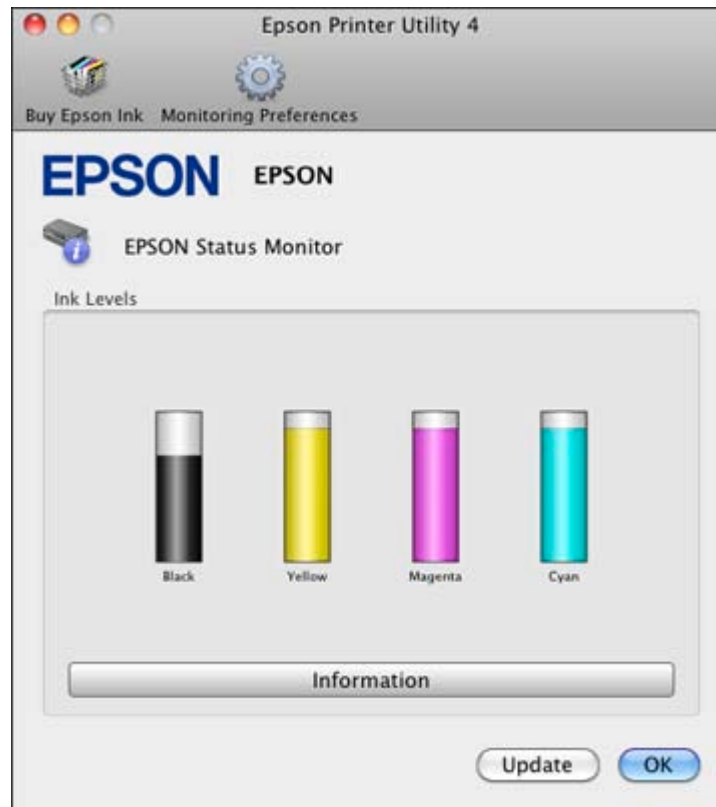 Epson Printer Utility 4
Buy Epson Ink Monitoring Preferences
EPSON EPSON
EPSON Status Monitor
Ink Levels
Black Yellow Magenta Cyan
Information
Update OK